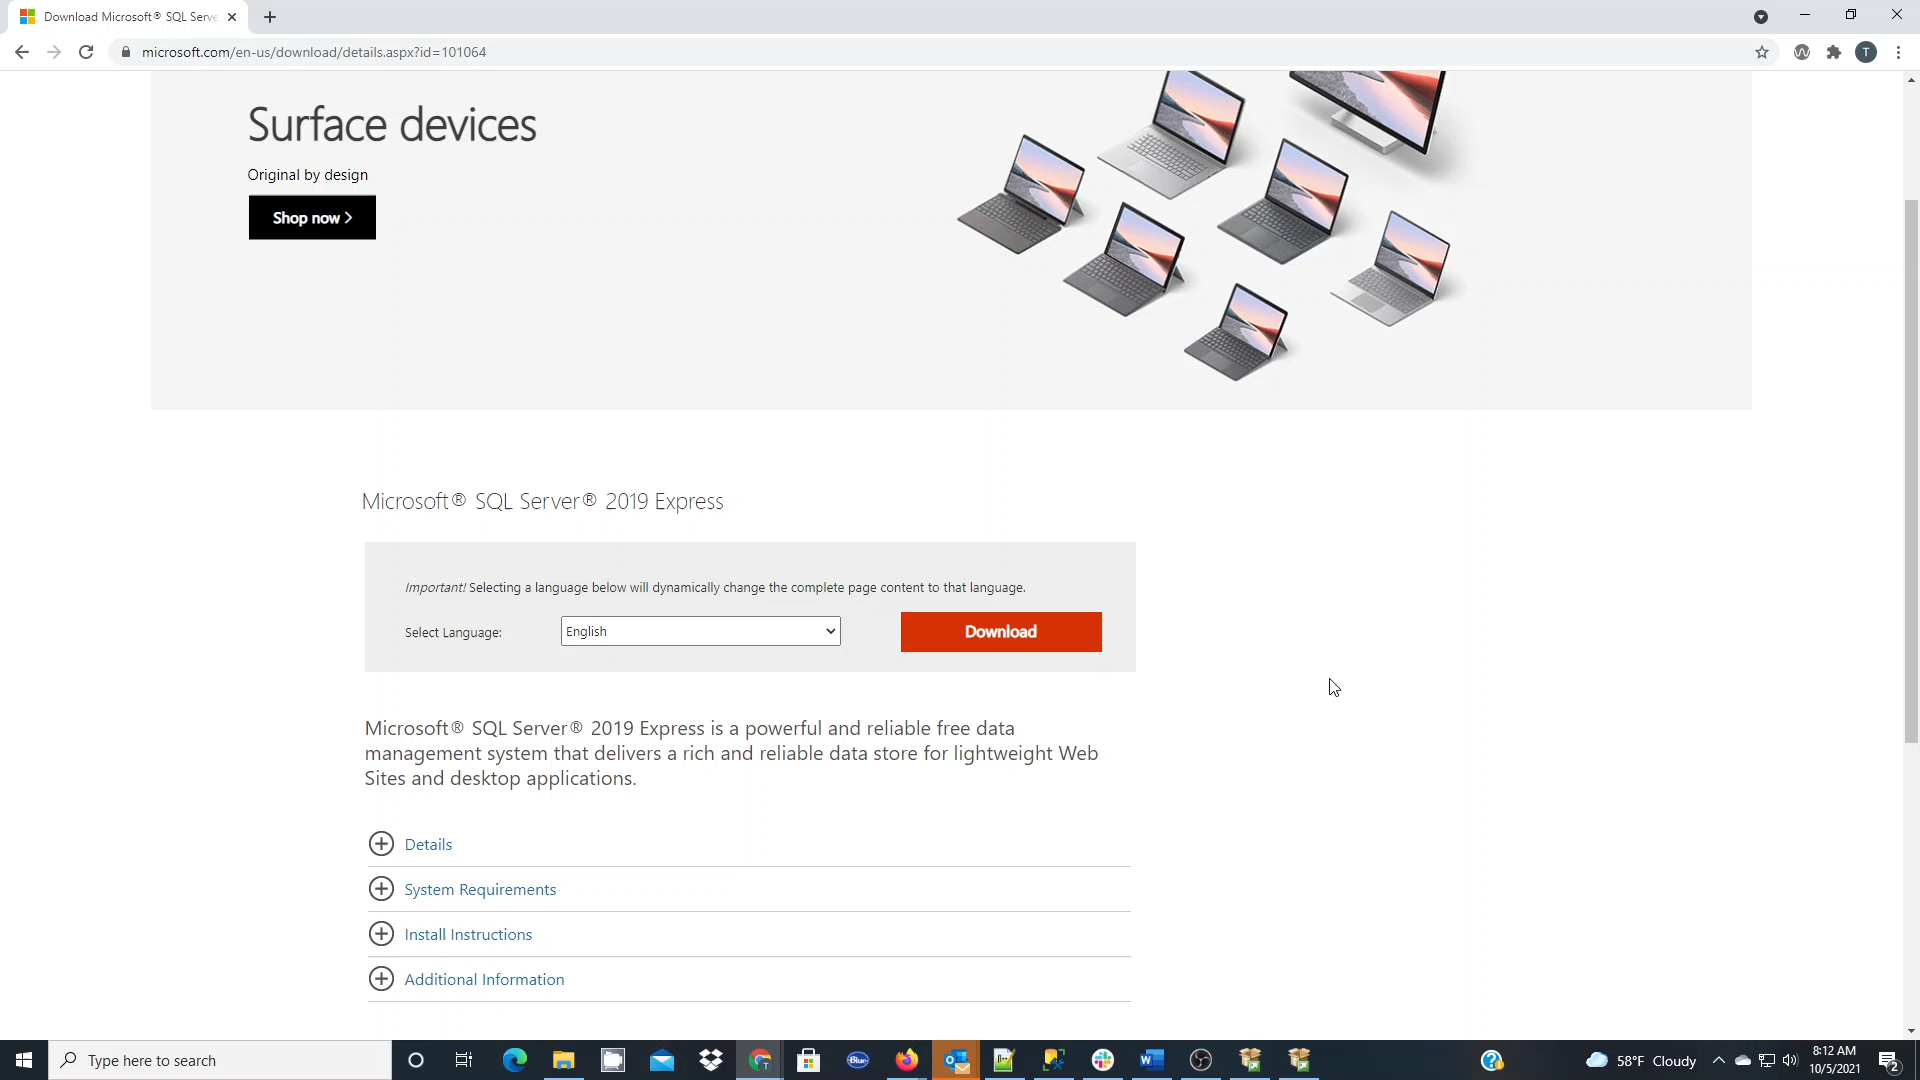 Download Microsoft® SQL Serve
microsoft.com/en-us/download/details.aspx?id=101064
T
Surface devices
Original by design
Shop now >
Microsoft® SQL Server® 2019 Express
Important! Selecting a language below will dynamically change the complete page content to that language.
Select Language:
English
Download
Microsoft® SQL Server® 2019 Express is a powerful and reliable free data
management system that delivers a rich and reliable data store for lightweight Web
Sites and desktop applications.
Details
System Requirements
Install Instructions
Additional Information
Type here to search
Blue
58°F Cloudy
8:12 AM
10/5/2021
2